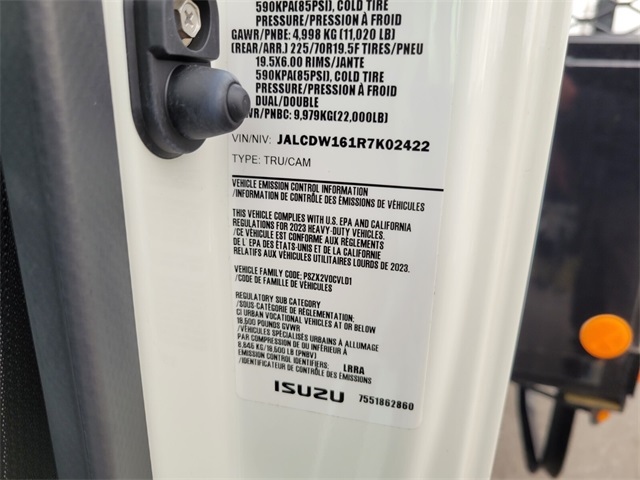 590KPA(85PSI), COLD TIRE
PRESSURE/PRESSION À FROID
GAWR/PNBE: 4,998 KG (11,020 LB)
(REAR/ARR.) 225/70R19.5F TIRES/PNEU
19.5X6.00 RIMS/JANTE
590KPA(85PSI), COLD TIRE
PRESSURE/PRESSION À FROID
DUAL/DOUBLE
WR/PNBC: 9,979KG(22,000LB)
VIN/NIV: JALCDW161R7K02422
TYPE: TRU/CAM
VEHICLE EMISSION CONTROL INFORMATION
/INFORMATION DE CONTRÔLE DES ÉMISSIONS DE VÉHICULES
THIS VEHICLE COMPLIES WITH U.S. EPA AND CALIFORNIA
REGULATIONS FOR 2023 HEAVY-DUTY VEHICLES.
/CE VÉHICULE EST CONFORME AUX RÈGLEMENTS
DE L' EPA DES ÉTATS-UNIS ET DE LA CALIFORNIE
RELATIFS AUX VÉHICULES UTILITAIRES LOURDS DE 2023.
VEHICLE FAMILY CODE: PSZX2VOCVLD1
/CODE DE FAMILLE DE VÉHICULES
REGULATORY SUB CATEGORY
/SOUS-CATÉGORIE DE RÉGLEMENTATION:
CI URBAN VOCATIONAL VEHICLES AT OR BELOW
19,500 POUNDS GVWR
/VÉHICULES SPÉCIALISÉS URBAINS À ALLUMAGE
PAR COMPRESSION DE OU INFÉRIEUR À
8,845 KG/19,500 LB (PNBV)
EMISSION CONTROL IDENTIFIERS: LRRA
/IDENTIFICATEUR DE CONTRÔLE DES ÉMISSIONS
ISUZU 7551862860